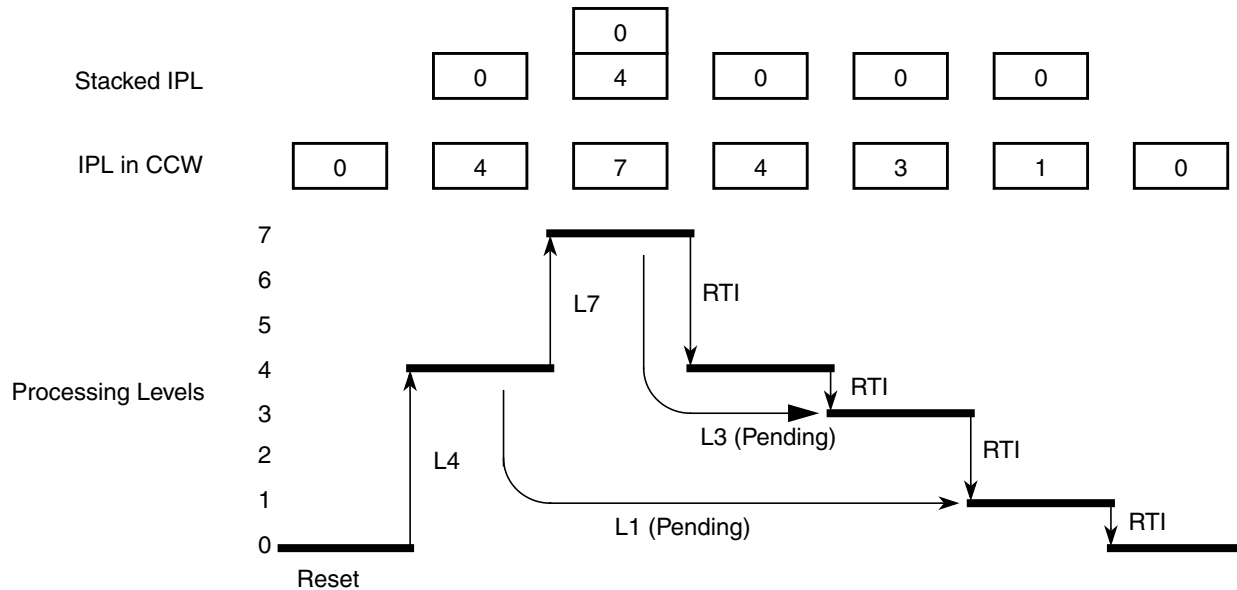 0
Stacked IPL 0 4 0 0 0
IPL in CCW 0 4 7 4 3 1 0
7
6
L7 RTI
5
4
Processing Levels RTI
3
L3 (Pending)
2 L4 RTI
1
L1 (Pending) RTI
0
Reset